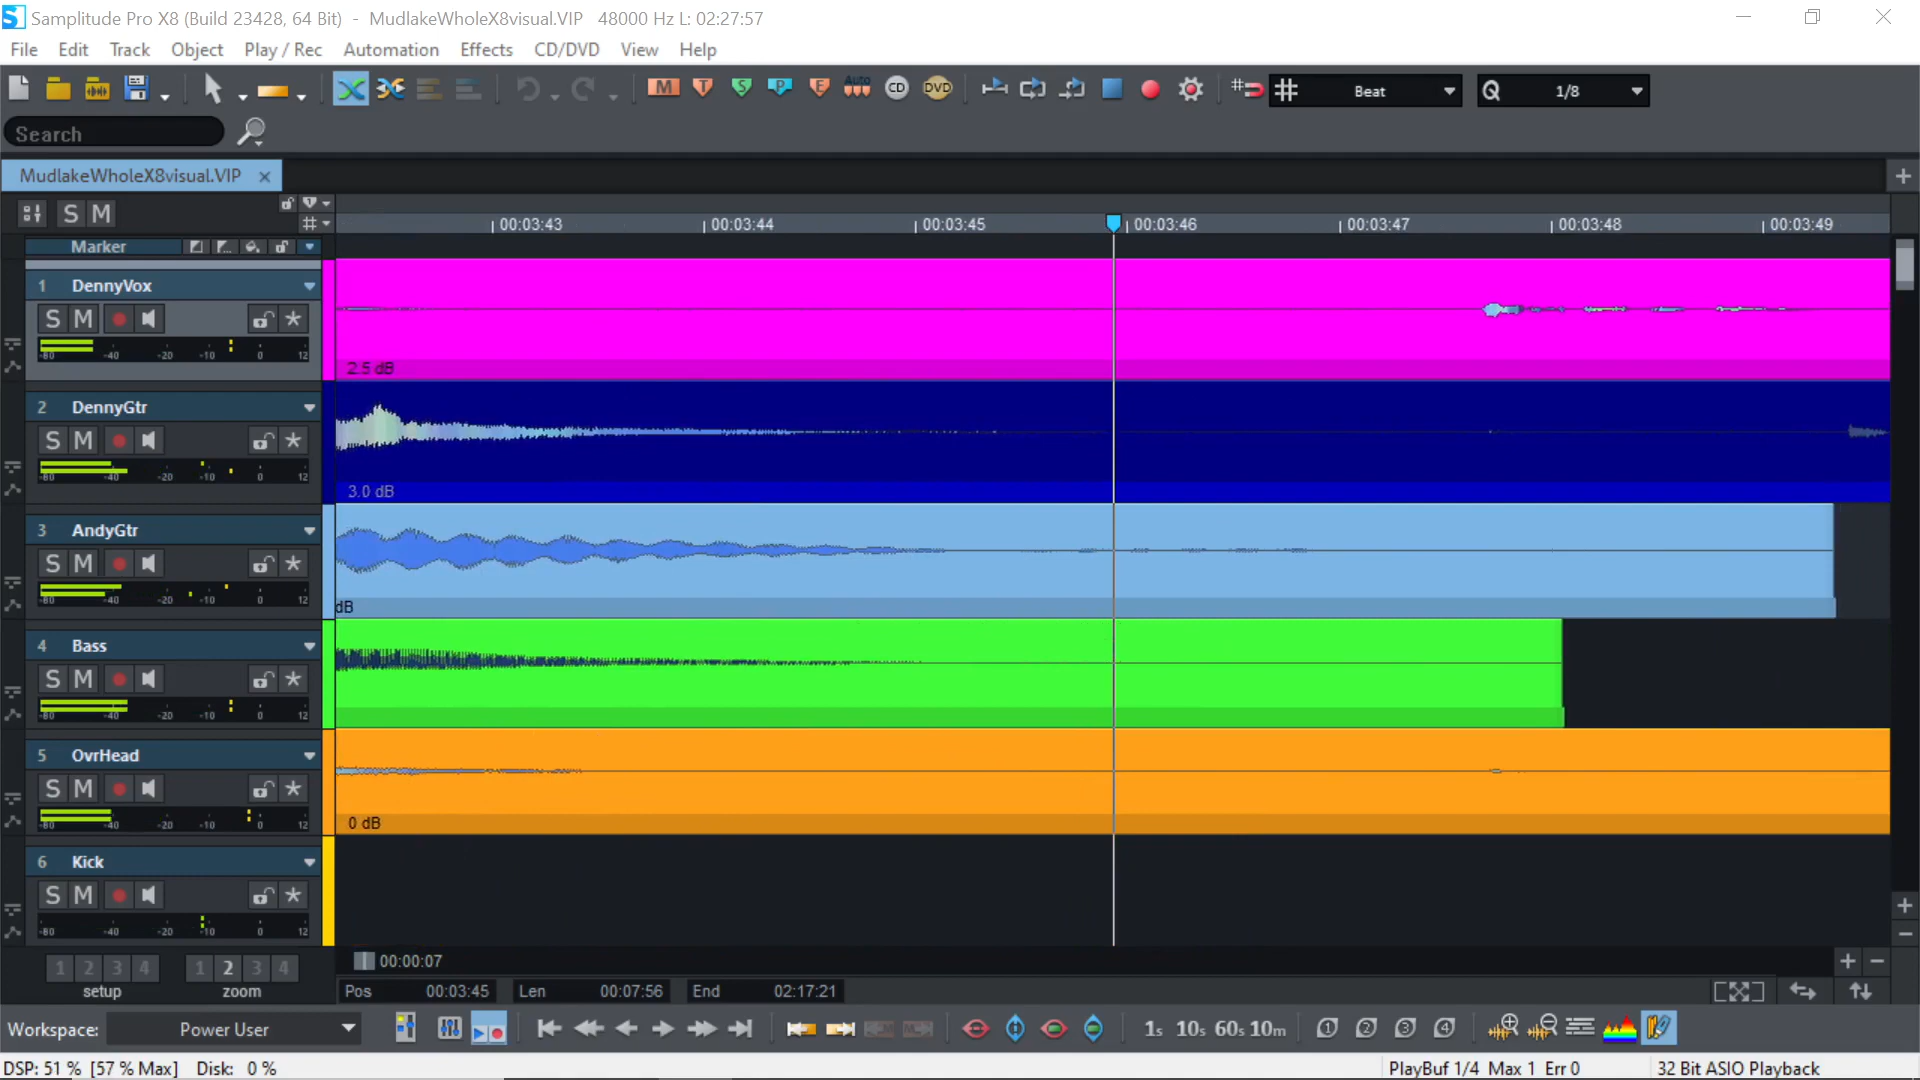 Samplitude Pro X8 (Build 23428, 64 Bit) - MudlakeWholeX8visual.VIP 48000 Hz L: 02:27:57
File Edit Track Object Play / Rec Automation Effects CD/DVD View Help
M T S P E Auto CD DVD Beat Q 1/8
Search
MudlakeWholeX8visual.VIP
S M
00:03:43 00:03:44 00:03:45 00:03:46 00:03:47 00:03:48 00:03:49
Marker
1 DennyVox
S M
-80 -40 -20 -10 0 12
2.5 dB
2 DennyGtr
S M
-80 -40 -20 -10 0 12
3.0 dB
3 AndyGtr
S M
-80 -40 -20 -10 0 12
dB
4 Bass
S M
-80 -40 -20 -10 0 12
5 OvrHead
S M
-80 -40 -20 -10 0 12
0 dB
6 Kick
S M
-80 -40 -20 -10 0 12
1 2 3 4 1 2 3 4 00:00:07
setup zoom Pos 00:03:45 Len 00:07:56 End 02:17:21
Workspace: Power User 1s 10s 60s 10m 1 2 3 4
DSP: 51 % [57 % Max] Disk: 0 % PlayBuf 1/4 Max 1 Err 0 32 Bit ASIO Playback